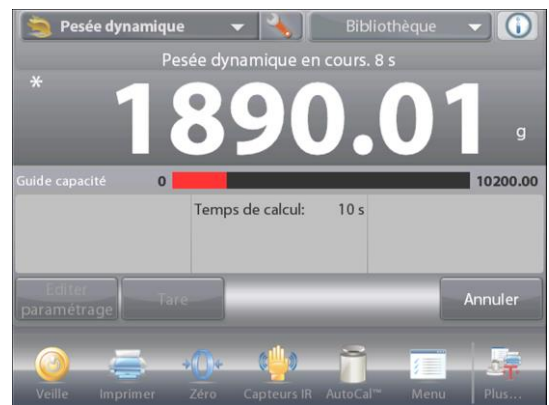 Pesée dynamique Bibliothèque
Pesée dynamique en cours. 8 s
* 1890.01 g
Guide capacité 0 10200.00
Temps de calcul: 10 s
Editer paramétrage Tare Annuler
Veille Imprimer Zéro Capteurs IR AutoCal™ Menu Plus...